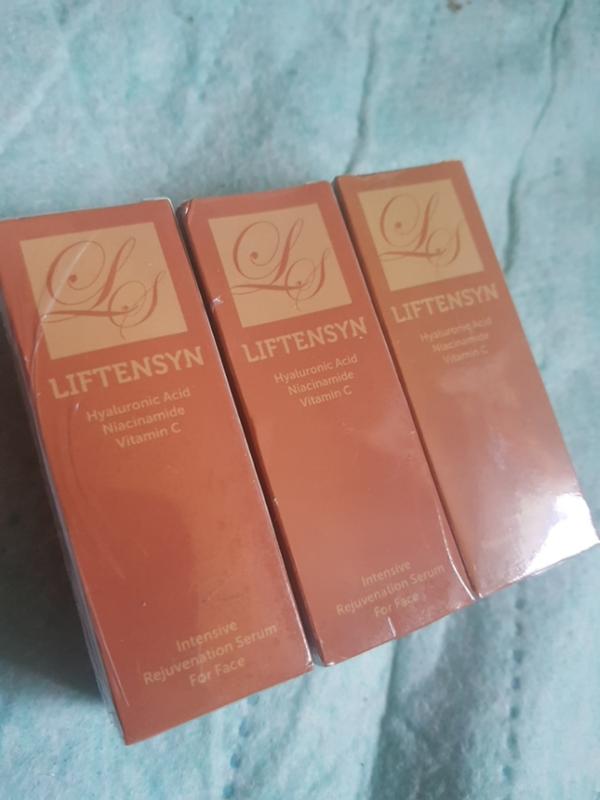 LS
LIFTENSYN
Hyaluronic Acid
Niacinamide
Vitamin C
Intensive
Rejuvenation Serum
For Face
LS
LIFTENSYN
Hyaluronic Acid
Niacinamide
Vitamin C
Intensive
Rejuvenation Serum
For Face
LS
LIFTENSYN
Hyaluronic Acid
Niacinamide
Vitamin C